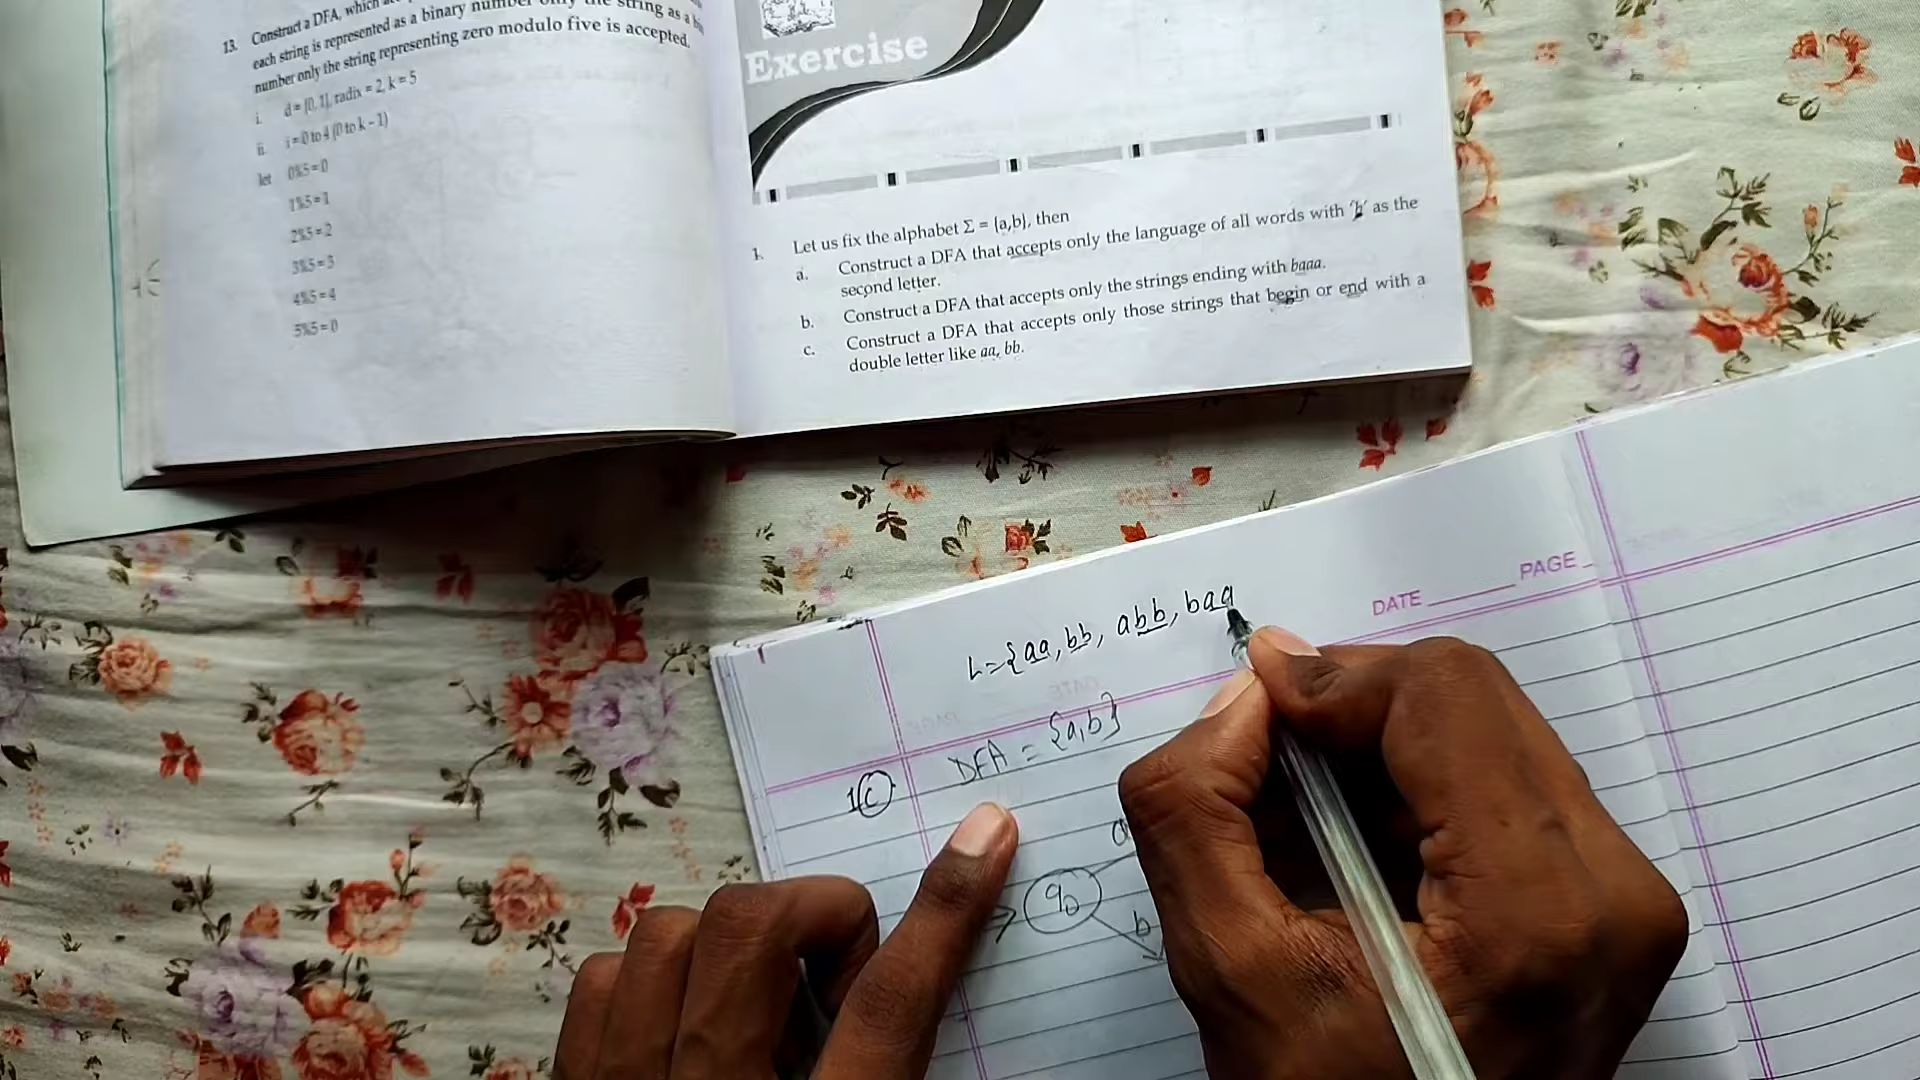 13. Construct a DFA, which
each string is represented as a binary number only the string as a
number only the string representing zero modulo five is accepted.
i. d = {0, 1}, radix = 2, k = 5
ii. i = 0 to 4 (0 to k – 1)
let 0%5 = 0
1%5 = 1
2%5 = 2
3%5 = 3
4%5 = 4
5%5 = 0
Exercise
1. Let us fix the alphabet Σ = {a,b}, then
a. Construct a DFA that accepts only the language of all words with 'b' as the
second letter.
b. Construct a DFA that accepts only the strings ending with baaa.
c. Construct a DFA that accepts only those strings that begin or end with a
double letter like aa, bb.
L={aa, bb, abb, baa
DATE PAGE
1(c) DFA = {a,b}
q0
b